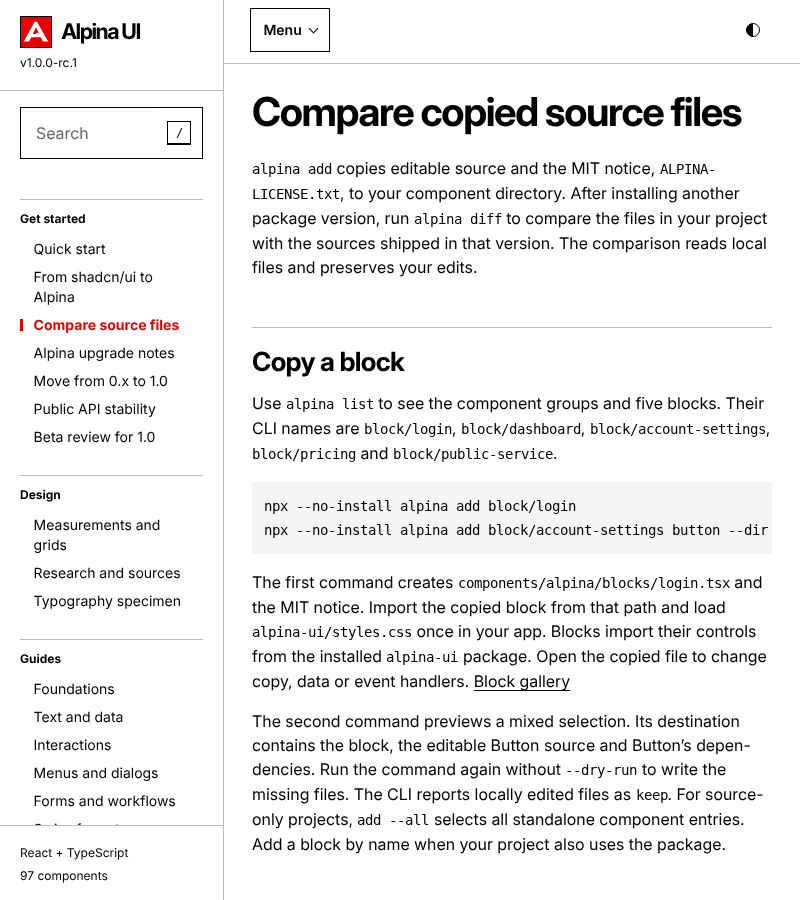 Alpina UI
v1.0.0-rc.1
Search
/
Get started
Quick start
From shadcn/ui to
Alpina
Compare source files
Alpina upgrade notes
Move from 0.x to 1.0
Public API stability
Beta review for 1.0
Design
Measurements and
grids
Research and sources
Typography specimen
Guides
Foundations
Text and data
Interactions
Menus and dialogs
Forms and workflows
React + TypeScript
97 components
Menu
Compare copied source files
alpina add copies editable source and the MIT notice, ALPINA-
LICENSE.txt, to your component directory. After installing another
package version, run alpina diff to compare the files in your project
with the sources shipped in that version. The comparison reads local
files and preserves your edits.
Copy a block
Use alpina list to see the component groups and five blocks. Their
CLI names are block/login, block/dashboard, block/account-settings,
block/pricing and block/public-service.
npx --no-install alpina add block/login
npx --no-install alpina add block/account-settings button --dir
The first command creates components/alpina/blocks/login.tsx and
the MIT notice. Import the copied block from that path and load
alpina-ui/styles.css once in your app. Blocks import their controls
from the installed alpina-ui package. Open the copied file to change
copy, data or event handlers. Block gallery
The second command previews a mixed selection. Its destination
contains the block, the editable Button source and Button’s depen-
dencies. Run the command again without --dry-run to write the
missing files. The CLI reports locally edited files as keep. For source-
only projects, add --all selects all standalone component entries.
Add a block by name when your project also uses the package.